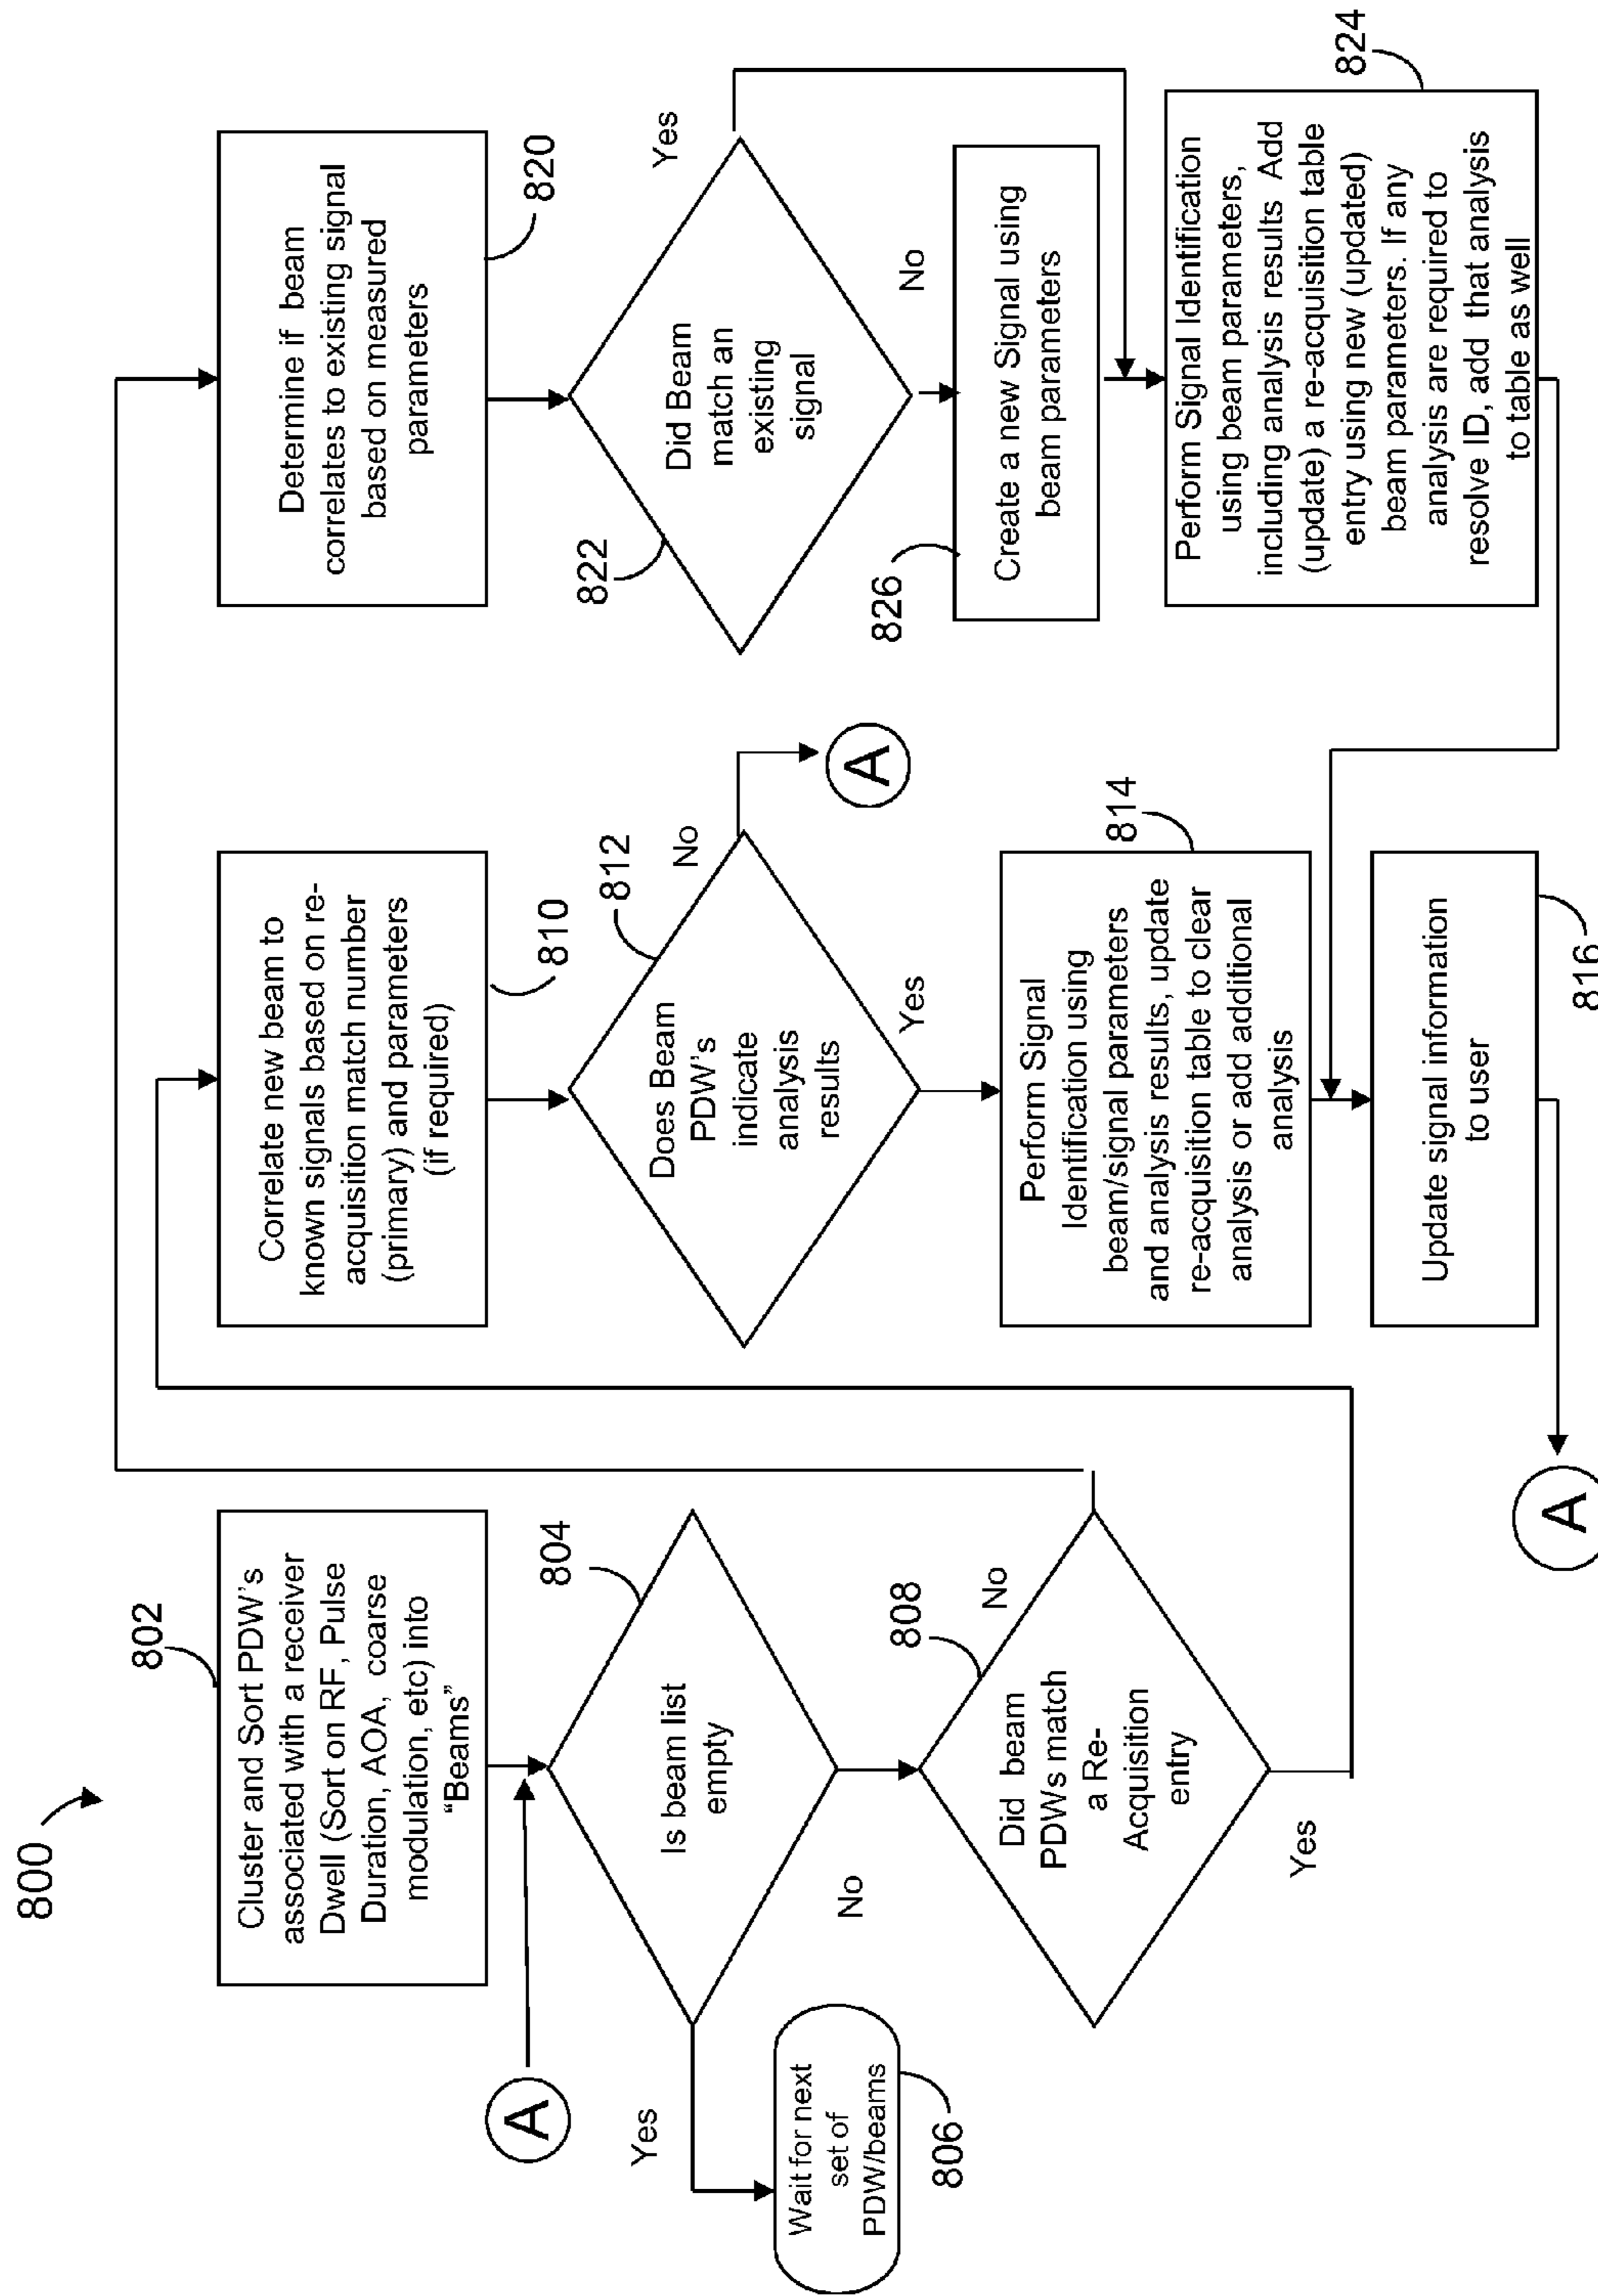 800
802
Cluster and Sort PDW's
associated with a receiver
Dwell (Sort on RF, Pulse
Duration, AOA, coarse
modulation, etc) into
“Beams”
A
804
Is beam list
empty
Yes
No
Wait for next
set of
PDW/beams
806
808
Did beam
PDWs match
a Re-
Acquisition
entry
No
Yes
Correlate new beam to
known signals based on re-
acquisition match number
(primary) and parameters
(if required)
810
812
Does Beam
PDW's
indicate
analysis
results
No
A
Yes
814
Perform Signal
Identification using
beam/signal parameters
and analysis results, update
re-acquisition table to clear
analysis or add additional
analysis
Update signal information
to user
816
A
Determine if beam
correlates to existing signal
based on measured
parameters
820
822
Did Beam
match an
existing
signal
Yes
No
826
Create a new Signal using
beam parameters
824
Perform Signal Identification
using beam parameters,
including analysis results Add
(update) a re-acquisition table
entry using new (updated)
beam parameters. If any
analysis are required to
resolve ID, add that analysis
to table as well